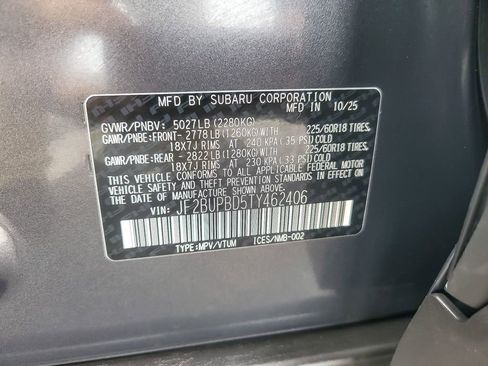 MFD BY SUBARU CORPORATION
MFD IN 10/25
GVWR/PNBV: 5027LB(2280KG)
GAWR/PNBE:FRONT- 2778LB(1260KG)WITH 225/60R18 TIRES,
18X7J RIMS AT 240 KPA(35 PSI)COLD
GAWR/PNBE:REAR - 2822LB(1280KG)WITH 225/60R18 TIRES,
18X7J RIMS AT 230 KPA(33 PSI)COLD
THIS VEHICLE CONFORMS TO ALL APPLICABLE FEDERAL MOTOR
VEHICLE SAFETY AND THEFT PREVENTION STANDARDS IN EFFECT ON
THE DATE OF MANUFACTURE SHOWN ABOVE.
VIN: JF2BUPBD5TY462406
TYPE:MPV/VTUM ICES/NMB-002